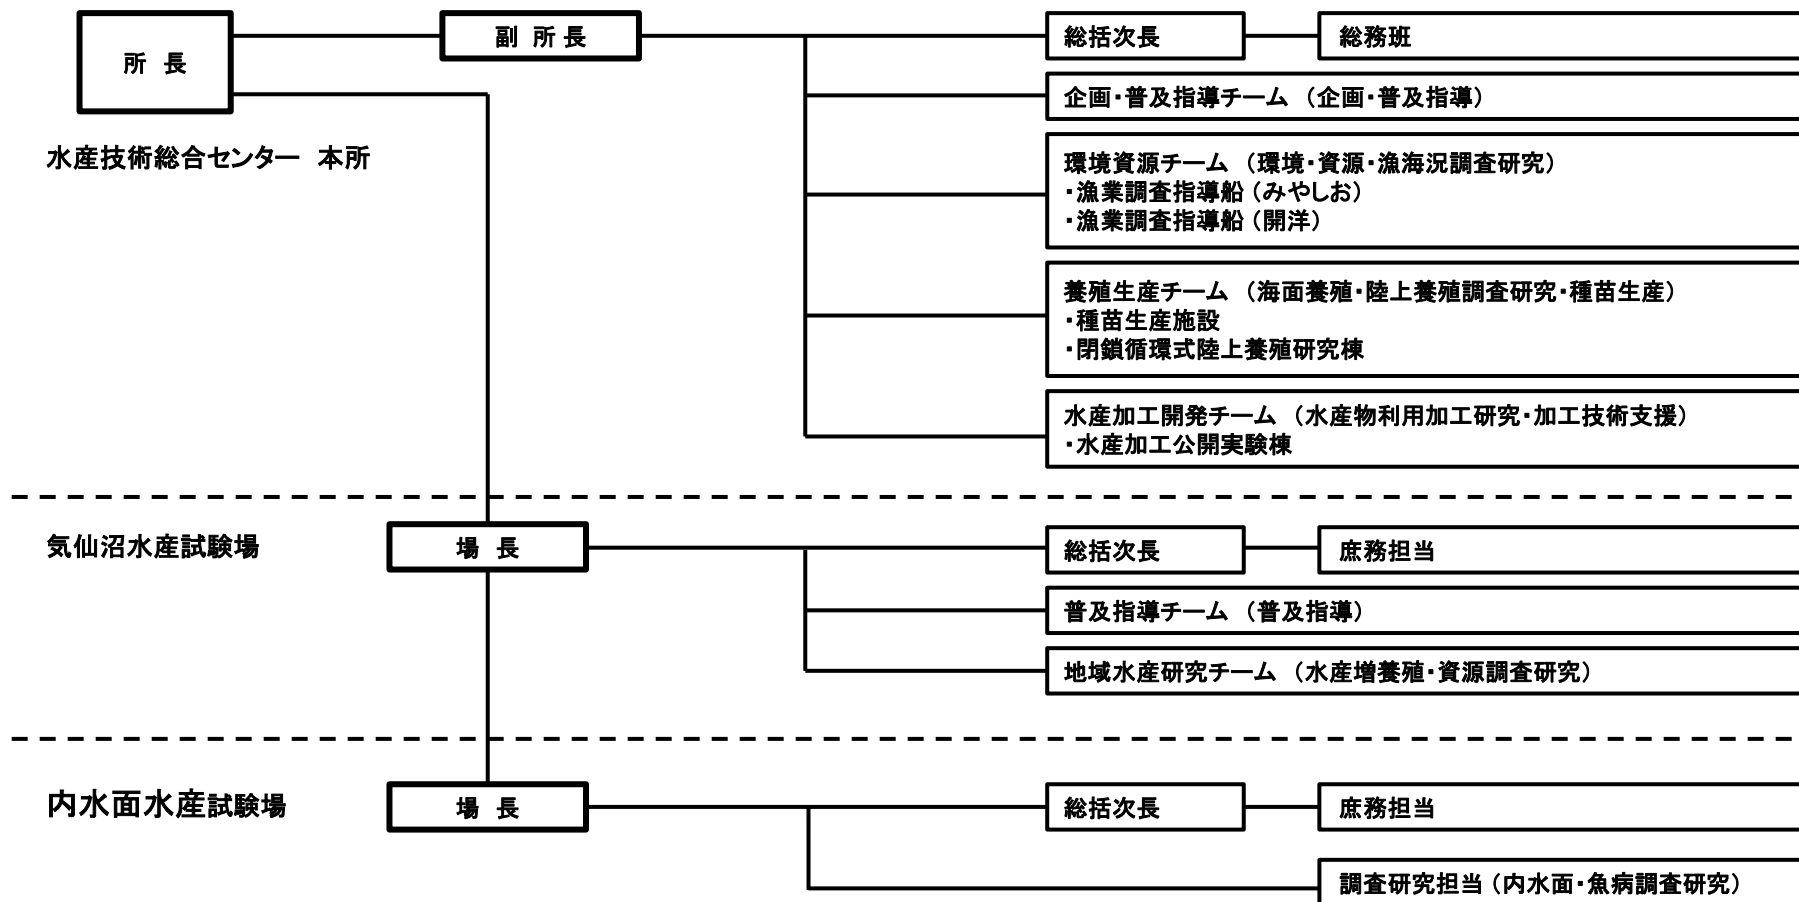 所 長
副 所 長
総括次長
総務班
企画・普及指導チーム （企画・普及指導）
水産技術総合センター 本所
環境資源チーム （環境・資源・漁海況調査研究）
・漁業調査指導船（みやしお）
・漁業調査指導船（開洋）
養殖生産チーム （海面養殖・陸上養殖調査研究・種苗生産）
・種苗生産施設
・閉鎖循環式陸上養殖研究棟
水産加工開発チーム （水産物利用加工研究・加工技術支援）
・水産加工公開実験棟
気仙沼水産試験場
場 長
総括次長
庶務担当
普及指導チーム （普及指導）
地域水産研究チーム （水産増養殖・資源調査研究）
内水面水産試験場
場 長
総括次長
庶務担当
調査研究担当（内水面・魚病調査研究）